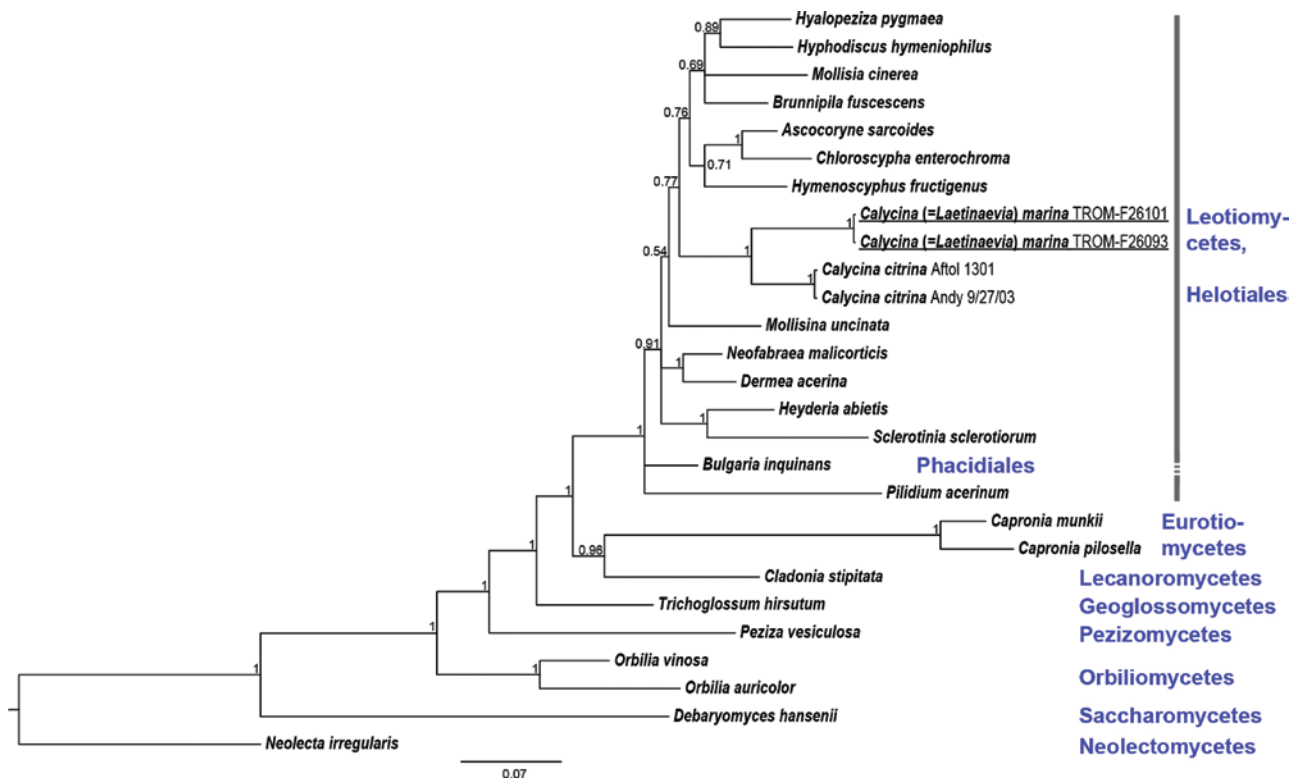 Hyalopeziza pygmaea
0.89
Hyphodiscus hymeniophilus
0.69
Mollisia cinerea
Brunnipila fuscescens
0.76
Ascocoryne sarcoides
1
Chloroscypha enterochroma
0.71
Hymenoscyphus fructigenus
0.77
Calycina (=Laetinaevia) marina TROM-F26101
1
Calycina (=Laetinaevia) marina TROM-F26093
Leotiomy-
cetes,
1
0.54
Calycina citrina Aftol 1301
1
Calycina citrina Andy 9/27/03
Helotiales
Mollisina uncinata
0.91
Neofabraea malicorticis
1
Dermea acerina
Heyderia abietis
1
Sclerotinia sclerotiorum
1
Bulgaria inquinans
Phacidiales
Pilidium acerinum
1
Capronia munkii
1
Capronia pilosella
Eurotio-
mycetes
0.96
1
Cladonia stipitata
Lecanoromycetes
1
Trichoglossum hirsutum
Geoglossomycetes
1
Peziza vesiculosa
Pezizomycetes
Orbilia vinosa
1
Orbilia auricolor
Orbiliomycetes
1
Debaryomyces hansenii
Saccharomycetes
Neolecta irregularis
Neolectomycetes
0.07